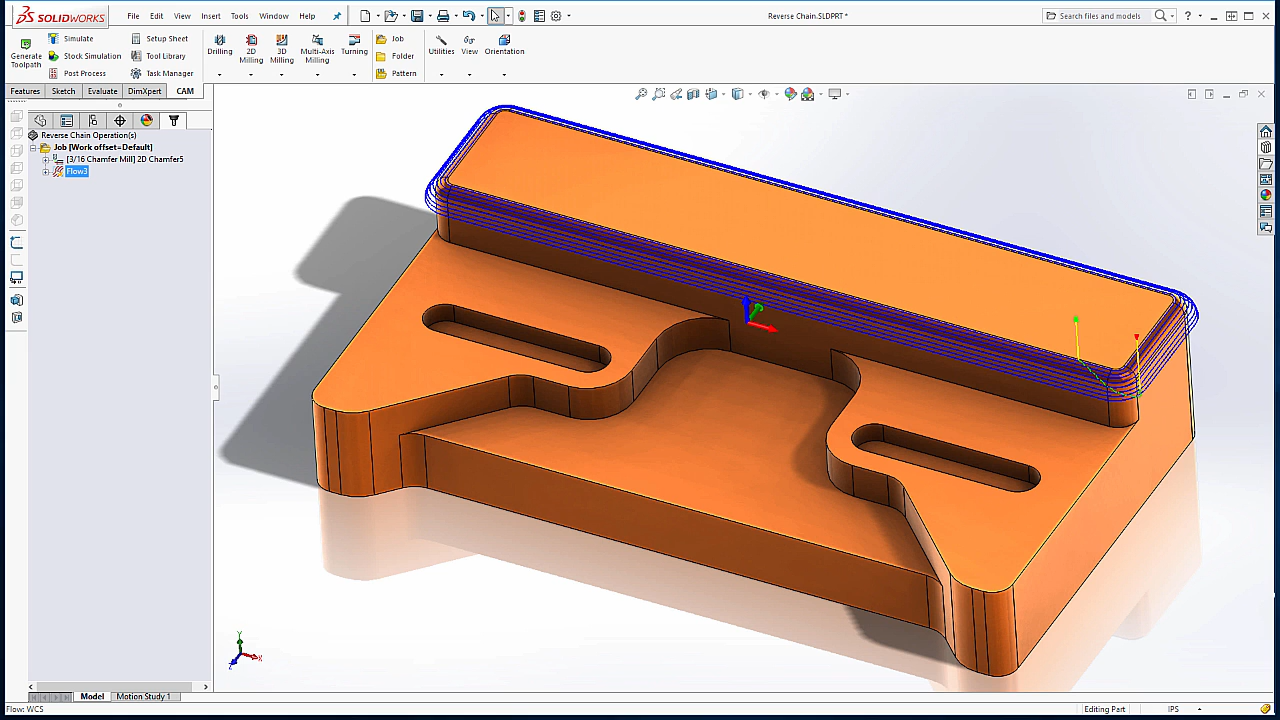 SOLIDWORKS File Edit View Insert Tools Window Help Reverse Chain.SLDPRT * Search files and models ?
Generate Toolpath
Simulate
Stock Simulation
Post Process
Setup Sheet
Tool Library
Task Manager
Drilling
2D Milling
3D Milling
Multi-Axis Milling
Turning
Job
Folder
Pattern
Utilities
View
Orientation
Features Sketch Evaluate DimXpert CAM
Reverse Chain Operation(s)
Job [Work offset=Default]
[3/16 Chamfer Mill] 2D Chamfer5
Flow3
Y
X
Z
Model Motion Study 1
Flow: WCS Editing Part IPS